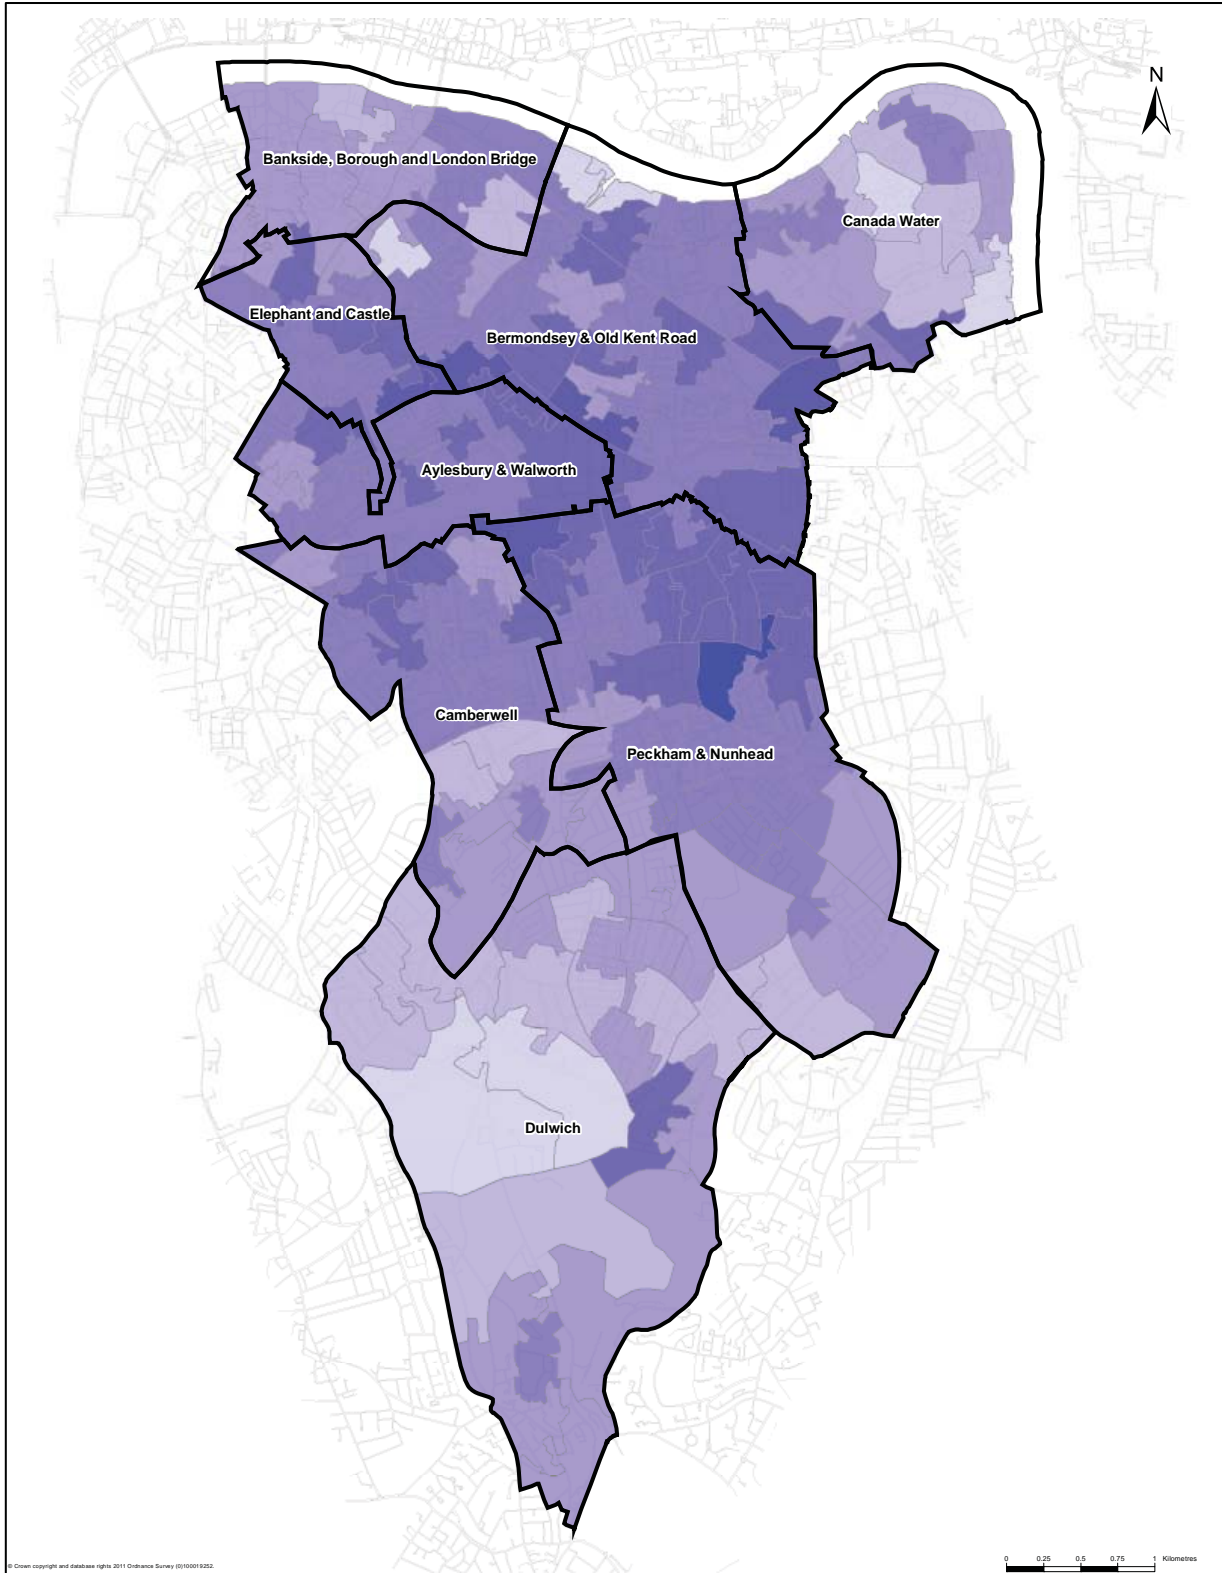 N
Bankside, Borough and London Bridge
Canada Water
Elephant and Castle
Bermondsey & Old Kent Road
Aylesbury & Walworth
Camberwell
Peckham & Nunhead
Dulwich
© Crown copyright and database rights 2011 Ordnance Survey (0)100019252.
0 0.25 0.5 0.75 1 Kilometres